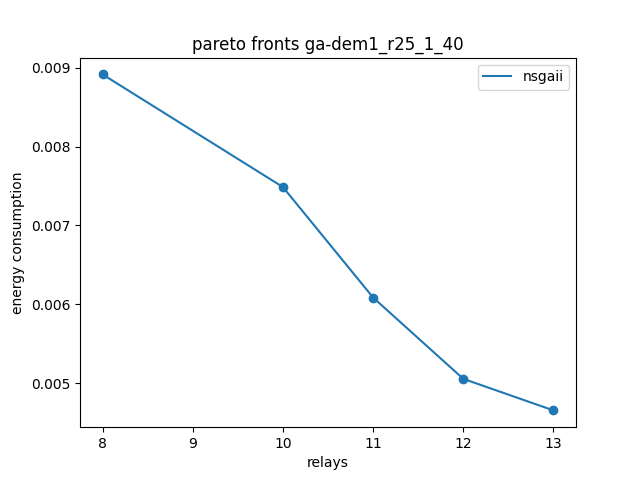 pareto fronts ga-dem1_r25_1_40
nsgaii
0.009
0.008
0.007
0.006
0.005
energy consumption
8 9 10 11 12 13
relays